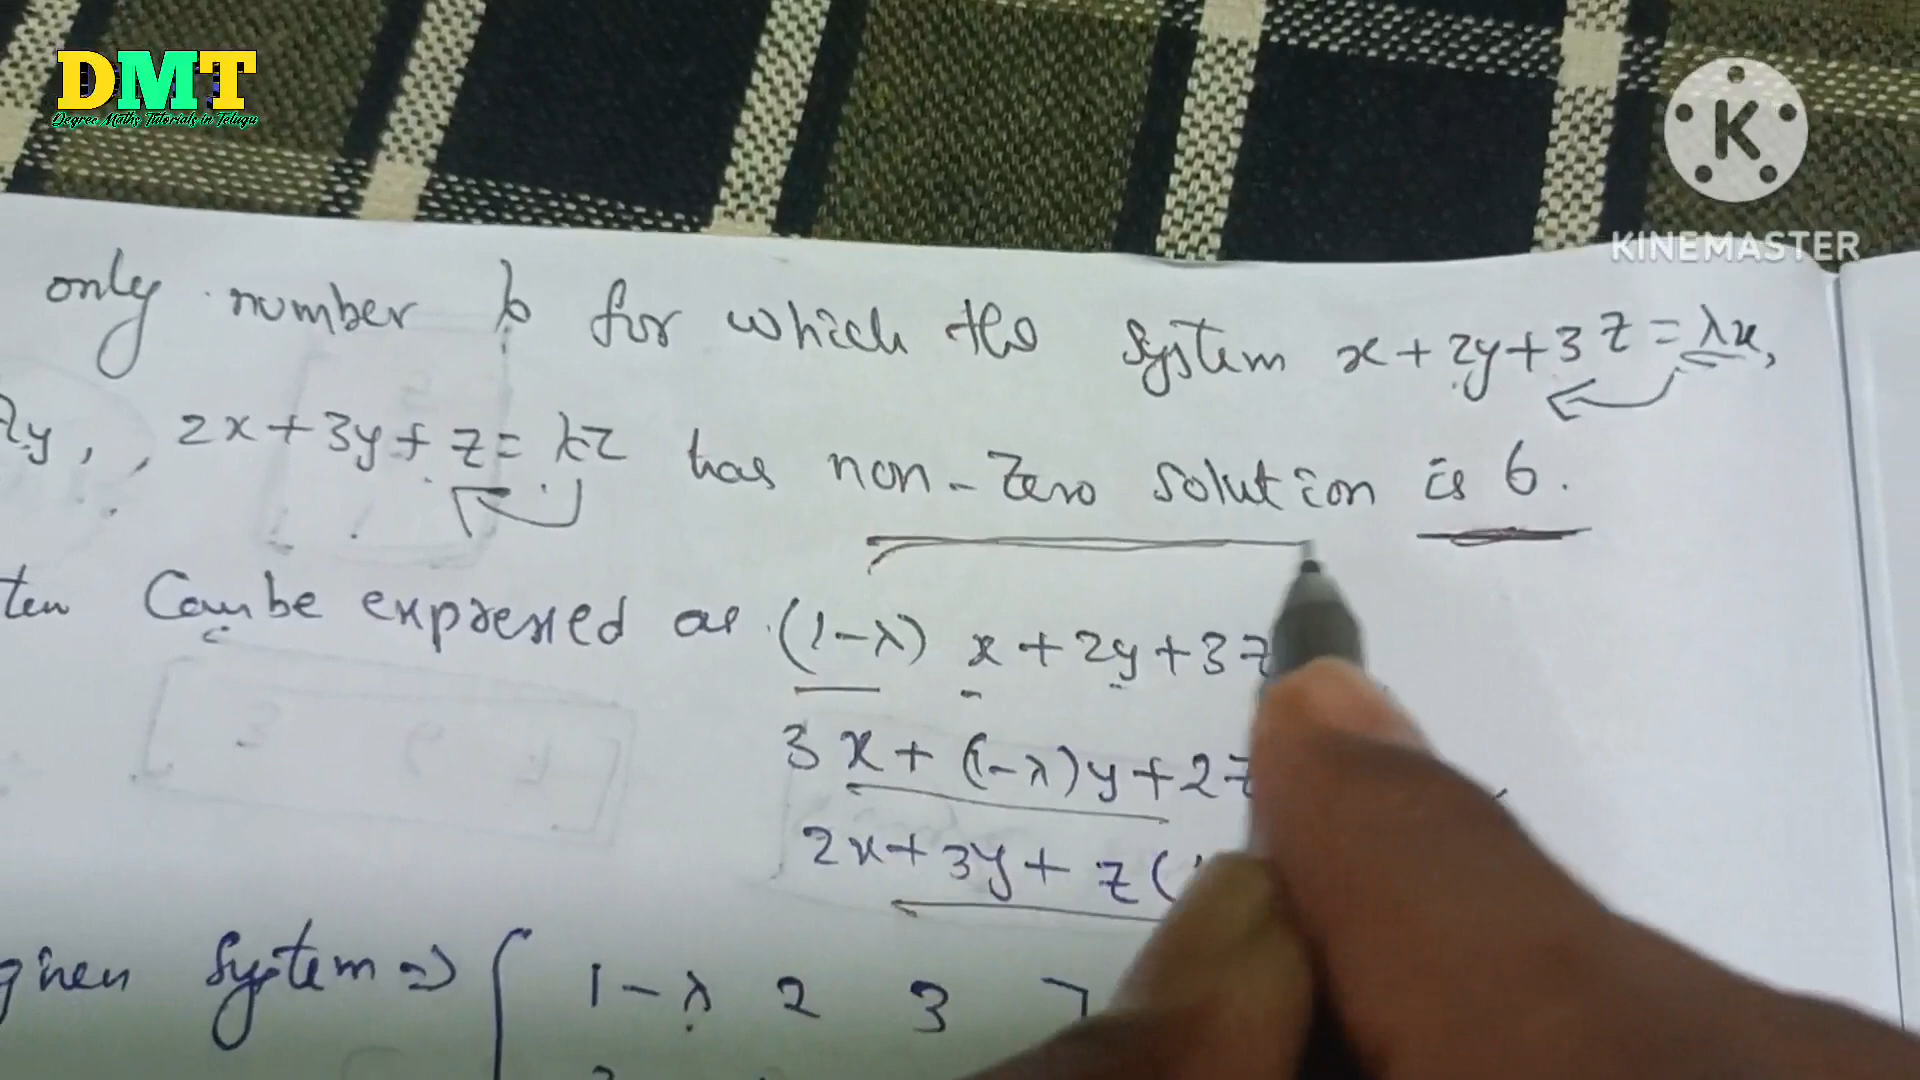 DMT
Degree Maths Tutorials in Telugu
K
KINEMASTER
only number b for which the system x + 2y + 3z = λx,
λy, , 2x + 3y + z = λz has non-Zero solution is 6.
tem Can be expressed as (1-λ) x + 2y + 3z
3x + (1-λ)y + 2z
2x + 3y + z(
given system => [ 1-λ 2 3